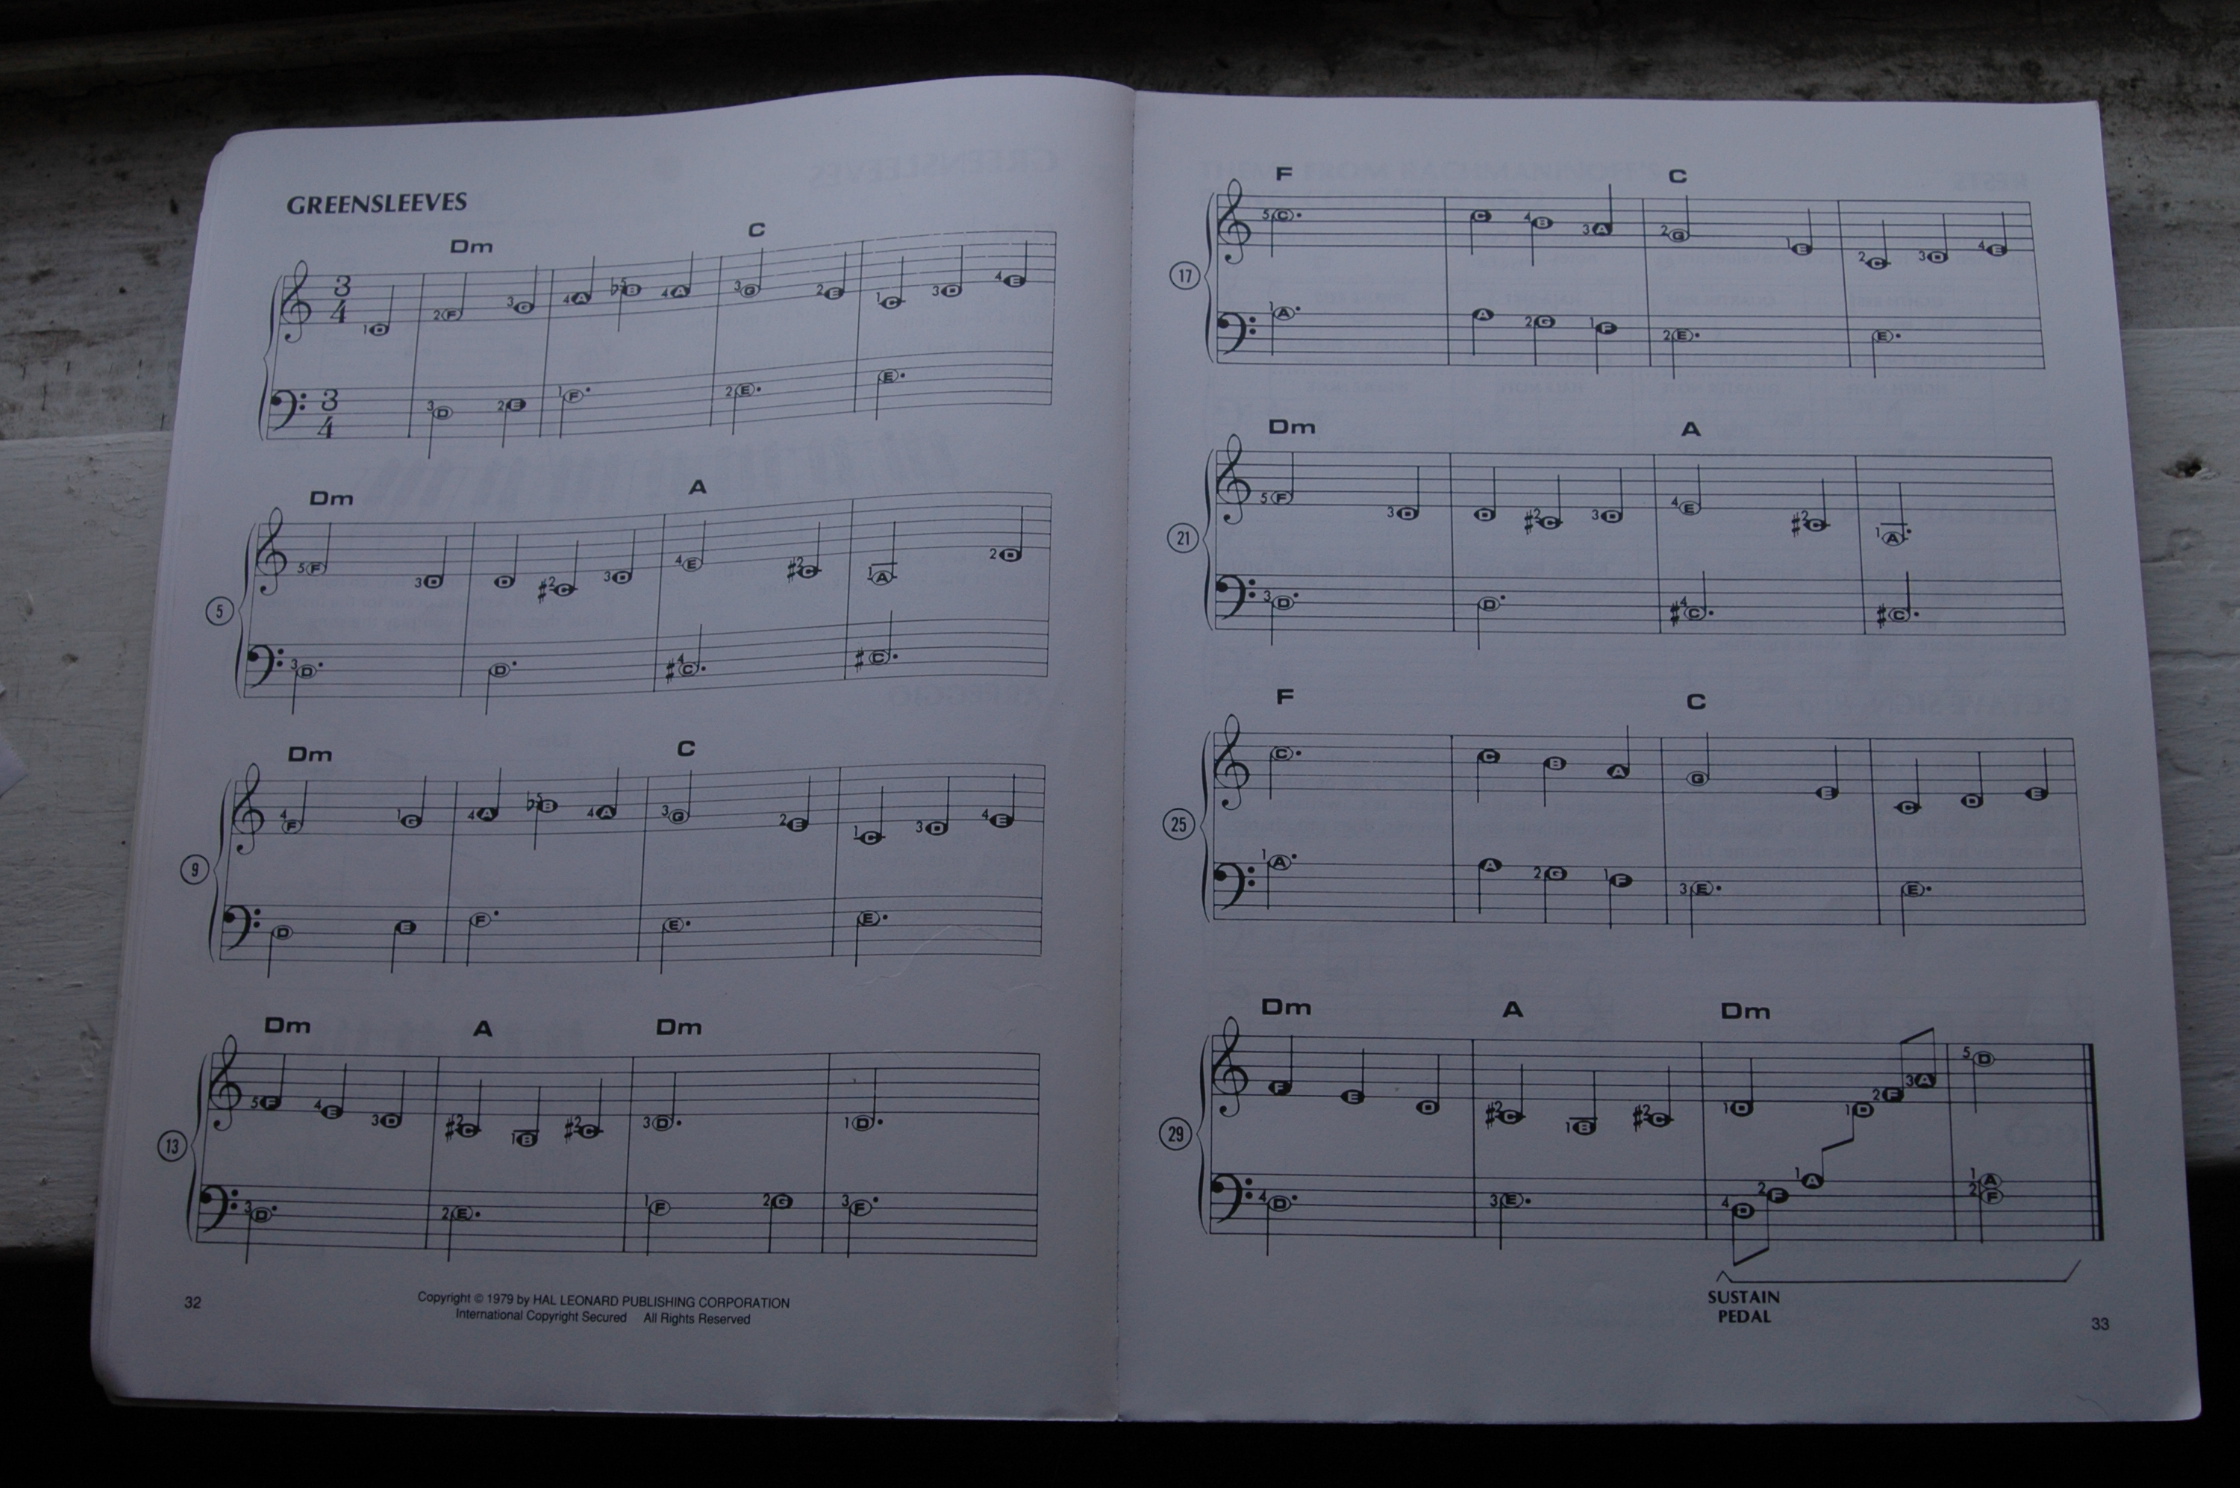 GREENSLEEVES
Dm C
3 4
1 D 2 F 3 D 4 A ♭5 B 4 A 3 G 2 E 1 C 3 D 4 E
3 4
3 D 2 E 1 F 2 E E
Dm A
5 F 3 D D #2 C 3 D 4 E #2 C 1 A 2 D
5
3 D D #4 C # C
Dm C
4 F 1 G 4 A ♭5 B 4 A 3 G 2 E 1 C 3 D 4 E
9
D E F E E
Dm A Dm
5 F 4 E 3 D #2 C 1 B #2 C 3 D 1 D
13
3 D 2 E 1 F 2 G 3 F
Copyright © 1979 by HAL LEONARD PUBLISHING CORPORATION
International Copyright Secured All Rights Reserved
32
F C
5 C C 4 B 3 A 2 G 1 E 2 C 3 D 4 E
17
1 A A 2 G 1 F 2 E E
Dm A
5 F 3 D D #2 C 3 D 4 E #2 C 1 A
21
3 D D #4 C # C
F C
C C B A G E C D E
25
1 A A 2 G 1 F 3 E E
Dm A Dm
F E D #2 C 1 B #2 C 1 D 1 D 2 F 3 A 5 D
29
4 D 3 E 4 D 2 F 1 A 1 A 2 F
SUSTAIN
PEDAL
33